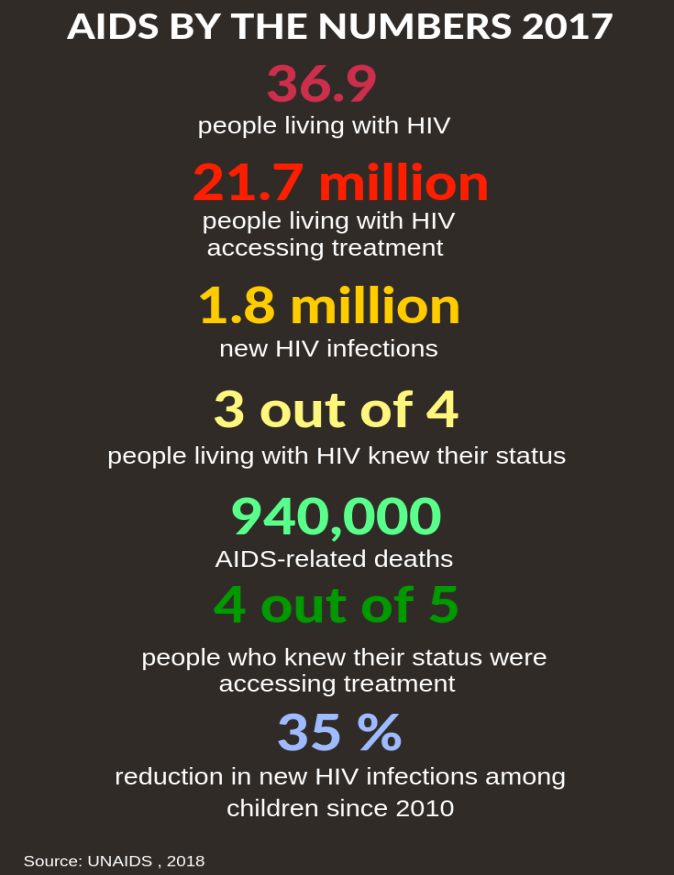 AIDS BY THE NUMBERS 2017
36.9
people living with HIV
21.7 million
people living with HIV
accessing treatment
1.8 million
new HIV infections
3 out of 4
people living with HIV knew their status
940,000
AIDS-related deaths
4 out of 5
people who knew their status were
accessing treatment
35 %
reduction in new HIV infections among
children since 2010
Source: UNAIDS , 2018